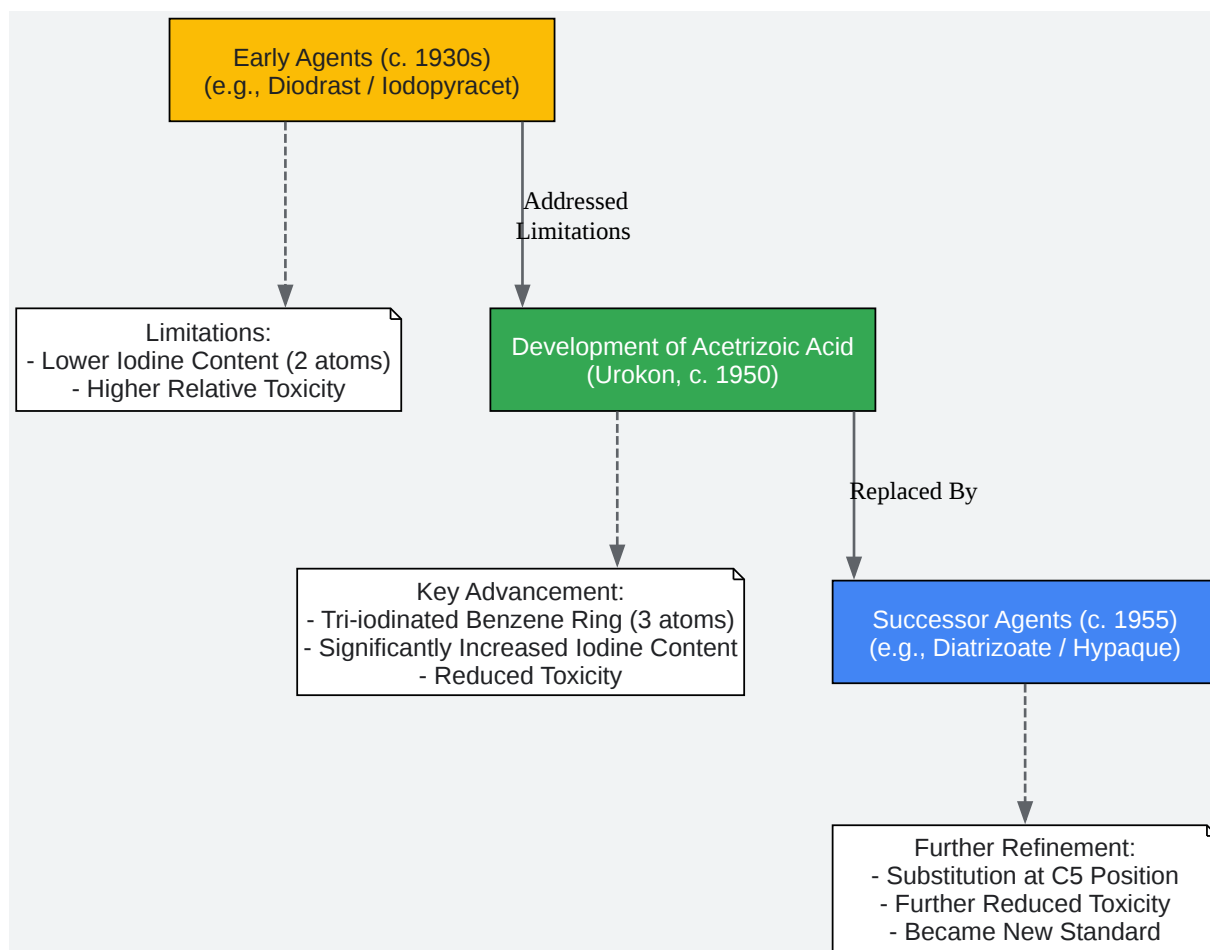 Early Agents (c. 1930s)
(e.g., Diodrast / Iodopyracet)
Addressed
Limitations
Limitations:
- Lower Iodine Content (2 atoms)
- Higher Relative Toxicity
Development of Acetrizoic Acid
(Urokon, c. 1950)
Replaced By
Key Advancement:
- Tri-iodinated Benzene Ring (3 atoms)
- Significantly Increased Iodine Content
- Reduced Toxicity
Successor Agents (c. 1955)
(e.g., Diatrizoate / Hypaque)
Further Refinement:
- Substitution at C5 Position
- Further Reduced Toxicity
- Became New Standard